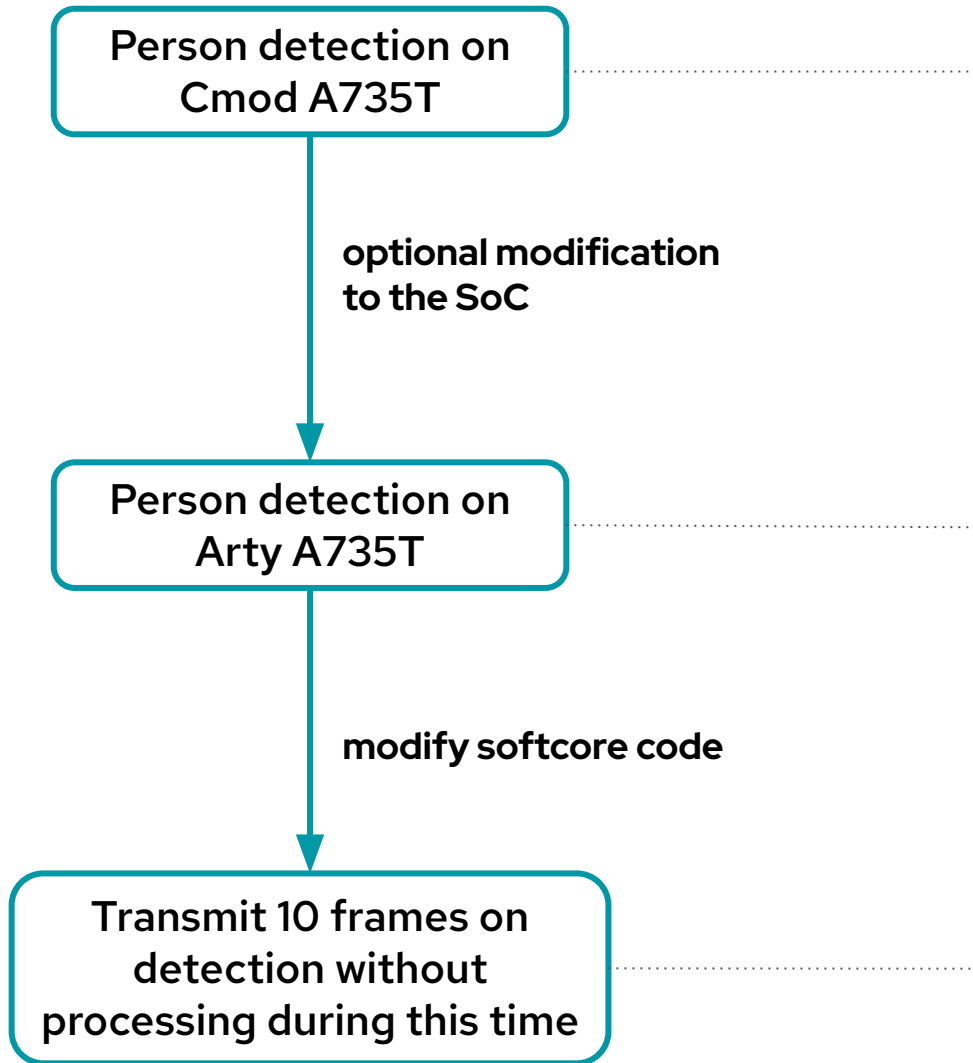 Person detection on
Cmod A735T
optional modification
to the SoC
Person detection on
Arty A735T
modify softcore code
Transmit 10 frames on
detection without
processing during this time